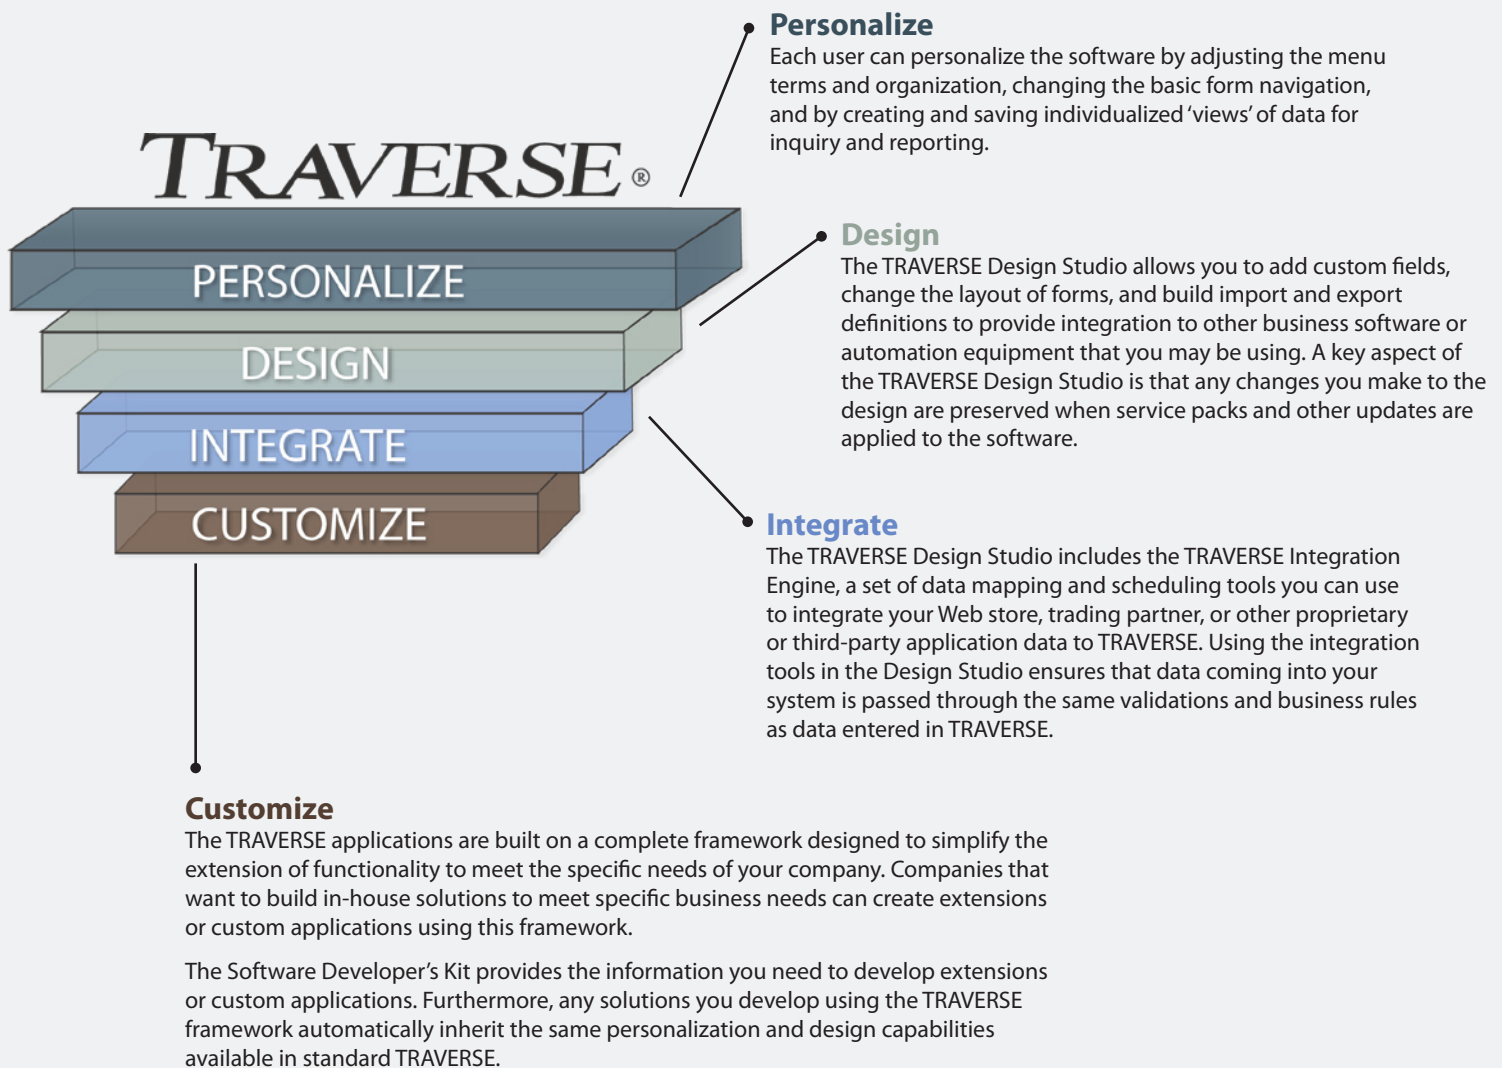 Personalize
Each user can personalize the software by adjusting the menu
terms and organization, changing the basic form navigation,
and by creating and saving individualized ‘views’ of data for
inquiry and reporting.
TRAVERSE®
PERSONALIZE
DESIGN
INTEGRATE
CUSTOMIZE
Design
The TRAVERSE Design Studio allows you to add custom fields,
change the layout of forms, and build import and export
definitions to provide integration to other business software or
automation equipment that you may be using. A key aspect of
the TRAVERSE Design Studio is that any changes you make to the
design are preserved when service packs and other updates are
applied to the software.
Integrate
The TRAVERSE Design Studio includes the TRAVERSE Integration
Engine, a set of data mapping and scheduling tools you can use
to integrate your Web store, trading partner, or other proprietary
or third-party application data to TRAVERSE. Using the integration
tools in the Design Studio ensures that data coming into your
system is passed through the same validations and business rules
as data entered in TRAVERSE.
Customize
The TRAVERSE applications are built on a complete framework designed to simplify the
extension of functionality to meet the specific needs of your company. Companies that
want to build in-house solutions to meet specific business needs can create extensions
or custom applications using this framework.
The Software Developer’s Kit provides the information you need to develop extensions
or custom applications. Furthermore, any solutions you develop using the TRAVERSE
framework automatically inherit the same personalization and design capabilities
available in standard TRAVERSE.